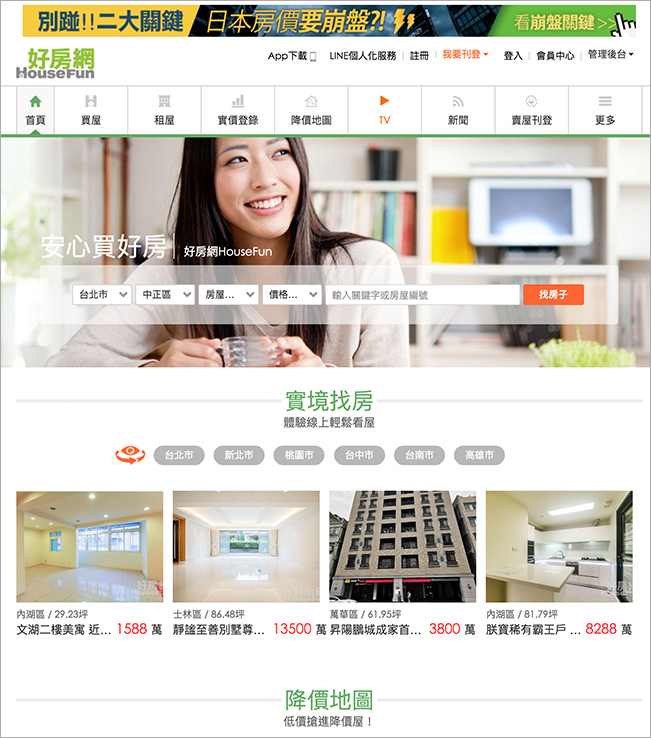 別碰!!二大關鍵 日本房價要崩盤?! 看崩盤關鍵>>
好房網
HouseFun
App下載 LINE個人化服務 註冊 我要刊登 登入 會員中心 管理後台
首頁 買屋 租屋 實價登錄 降價地圖 TV 新聞 賣屋刊登 更多
安心買好房 好房網HouseFun
台北市 中正區 房屋... 價格... 輸入關鍵字或房屋編號 找房子
實境找房
體驗線上輕鬆看屋
台北市 新北市 桃園市 台中市 台南市 高雄市
內湖區 / 29.23坪
文湖二樓美寓 近... 1588 萬
士林區 / 86.48坪
靜謐至善別墅尊... 13500 萬
萬華區 / 61.95坪
昇陽鵬城成家首... 3800 萬
內湖區 / 81.79坪
朕寶稀有霸王戶 ... 8288 萬
降價地圖
低價搶進降價屋！